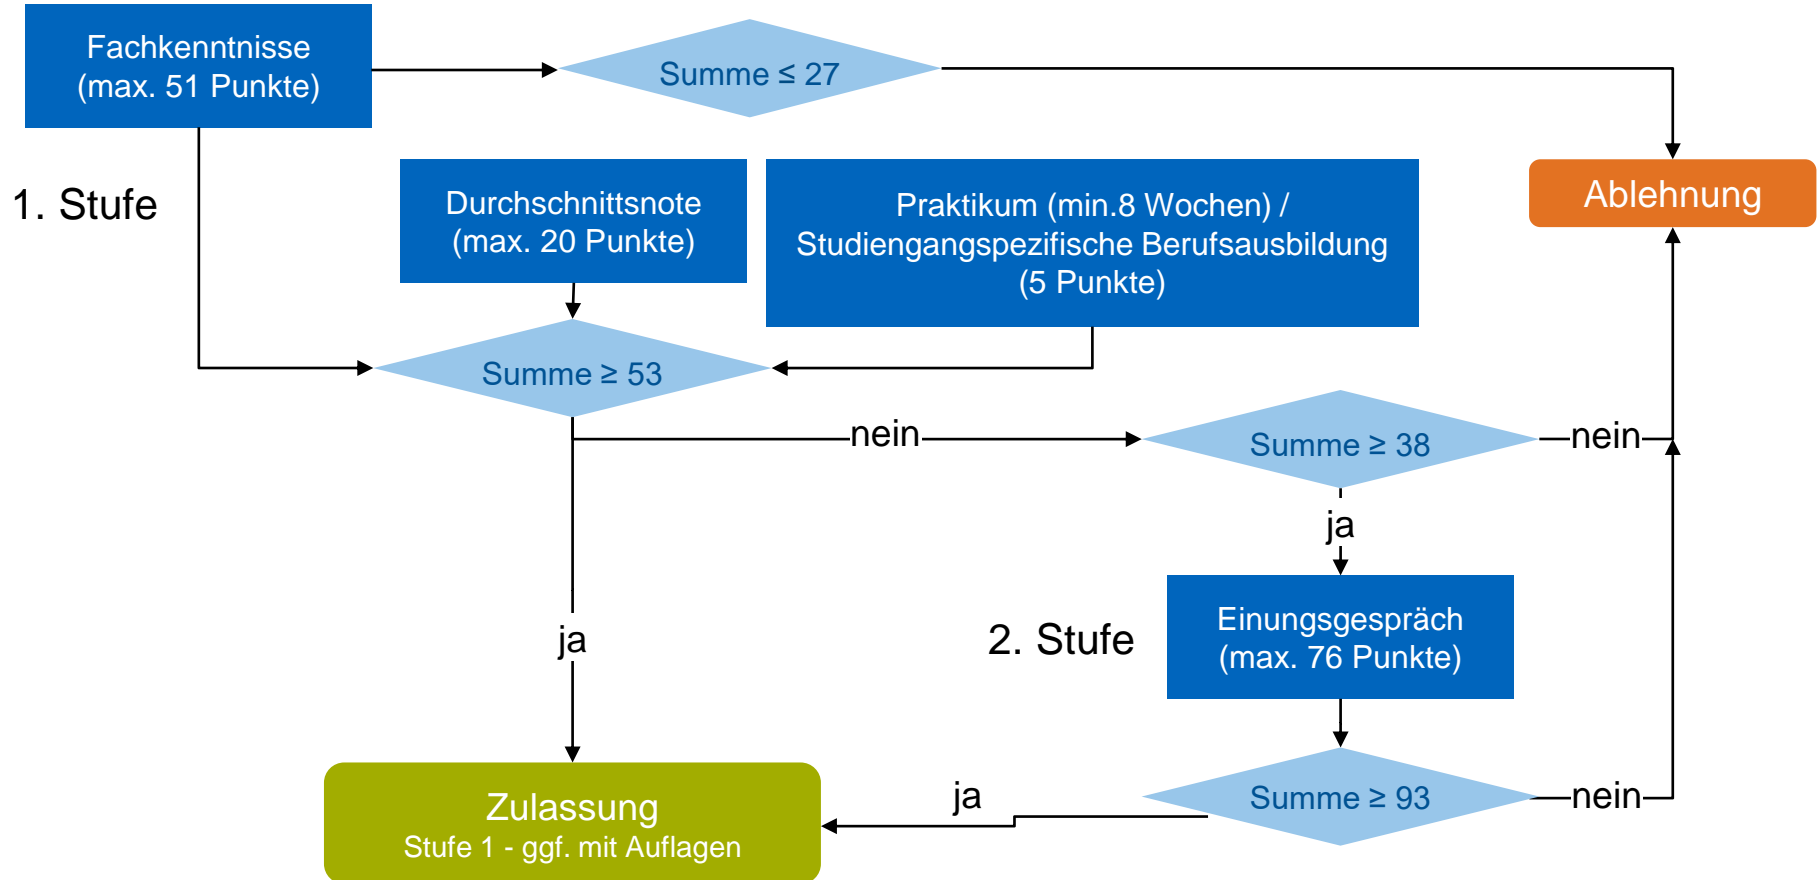 Fachkenntnisse
(max. 51 Punkte)
Summe ≤ 27
1. Stufe
Durchschnittsnote
(max. 20 Punkte)
Praktikum (min.8 Wochen) /
Studiengangspezifische Berufsausbildung
(5 Punkte)
Ablehnung
Summe ≥ 53
nein
Summe ≥ 38
nein
ja
ja
2. Stufe
Einungsgespräch
(max. 76 Punkte)
Zulassung
Stufe 1 - ggf. mit Auflagen
ja
Summe ≥ 93
nein